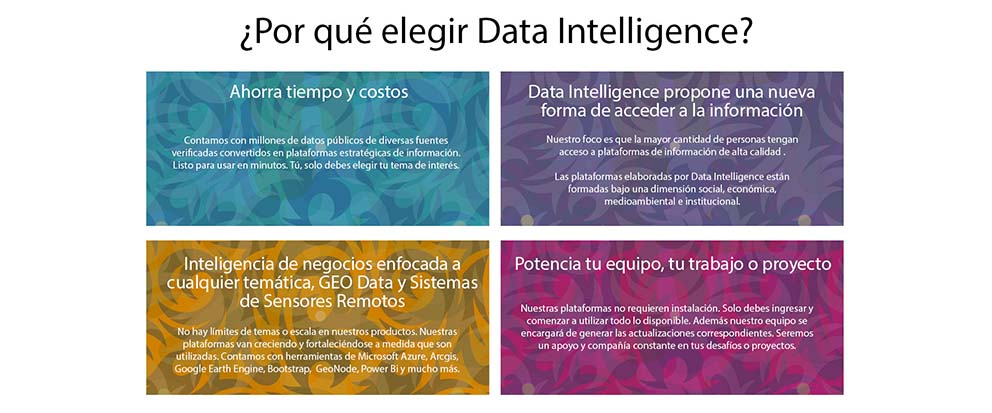 ¿Por qué elegir Data Intelligence?
Ahorra tiempo y costos
Contamos con millones de datos públicos de diversas fuentes
verificadas convertidos en plataformas estratégicas de información.
Listo para usar en minutos. Tú, solo debes elegir tu tema de interés.
Data Intelligence propone una nueva
forma de acceder a la información
Nuestro foco es que la mayor cantidad de personas tengan
acceso a plataformas de información de alta calidad .
Las plataformas elaboradas por Data Intelligence están
formadas bajo una dimensión social, económica,
medioambiental e institucional.
Inteligencia de negocios enfocada a
cualquier temática, GEO Data y Sistemas
de Sensores Remotos
No hay límites de temas o escala en nuestros productos. Nuestras
plataformas van creciendo y fortaleciéndose a medida que son
utilizadas. Contamos con herramientas de Microsoft Azure, Arcgis,
Google Earth Engine, Bootstrap, GeoNode, Power Bi y mucho más.
Potencia tu equipo, tu trabajo o proyecto
Nuestras plataformas no requieren instalación. Solo debes ingresar y
comenzar a utilizar todo lo disponible. Además nuestro equipo se
encargará de generar las actualizaciones correspondientes. Seremos
un apoyo y compañía constante en tus desafíos o proyectos.